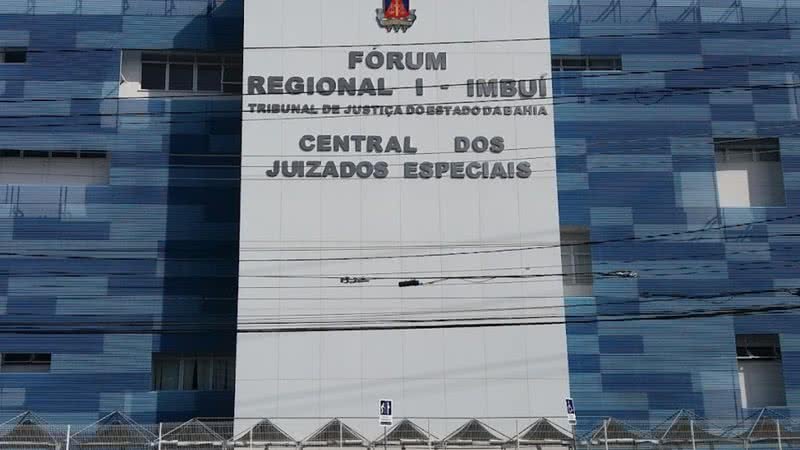 FÓRUM
REGIONAL I - IMBUÍ
TRIBUNAL DE JUSTIÇA DO ESTADO DA BAHIA
CENTRAL DOS
JUIZADOS ESPECIAIS